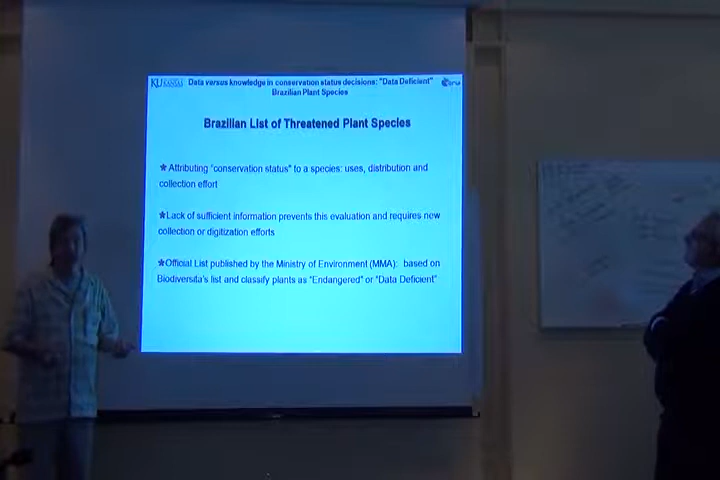 KU KANSAS
Data versus knowledge in conservation status decisions: "Data Deficient"
Brazilian Plant Species
Brazilian List of Threatened Plant Species
*Attributing "conservation status" to a species: uses, distribution and
collection effort
*Lack of sufficient information prevents this evaluation and requires new
collection or digitization efforts
*Official List published by the Ministry of Environment (MMA): based on
Biodiversita's list and classify plants as "Endangered" or "Data Deficient"